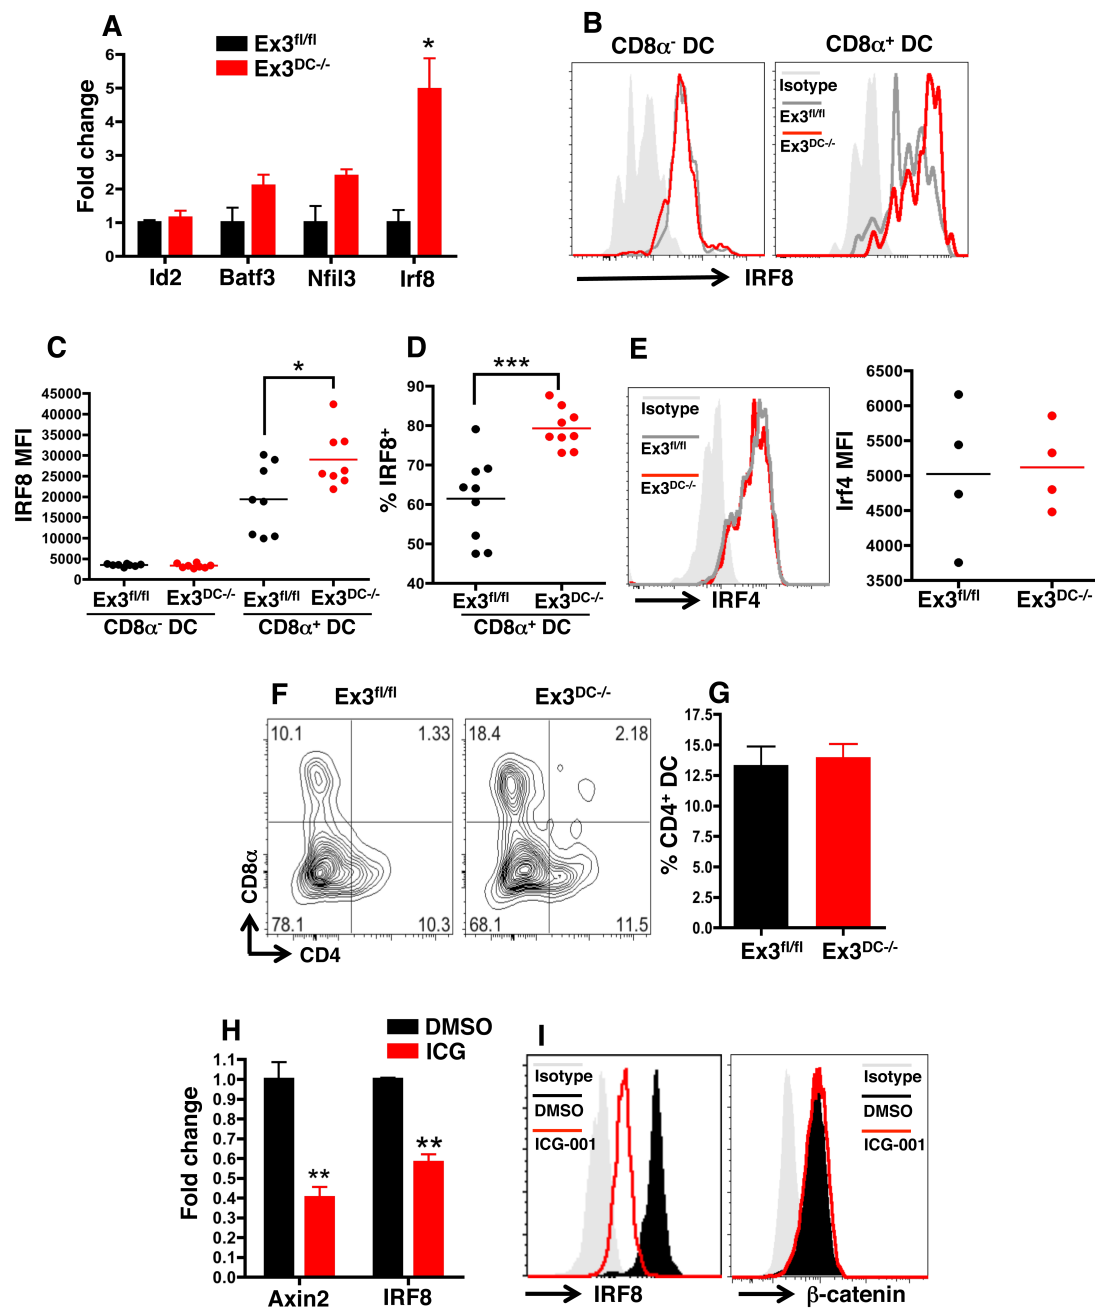 A
Ex3fl/fl
Ex3DC-/-
Fold change
6
5
4
3
2
1
0
*
Id2 Batf3 Nfil3 Irf8
B
CD8α- DC CD8α+ DC
Isotype
Ex3fl/fl
Ex3DC-/-
IRF8
C
IRF8 MFI
45000
40000
35000
30000
25000
20000
15000
10000
5000
0
*
Ex3fl/fl Ex3DC-/- Ex3fl/fl Ex3DC-/-
CD8α- DC CD8α+ DC
D
% IRF8+
90
80
70
60
50
40
***
Ex3fl/fl Ex3DC-/-
CD8α+ DC
E
Isotype
Ex3fl/fl
Ex3DC-/-
IRF4
Irf4 MFI
6500
6000
5500
5000
4500
4000
3500
Ex3fl/fl Ex3DC-/-
F
Ex3fl/fl Ex3DC-/-
10.1 1.33 18.4 2.18
78.1 10.3 68.1 11.5
CD8α
CD4
G
% CD4+ DC
17.5
15.0
12.5
10.0
7.5
5.0
2.5
0.0
Ex3fl/fl Ex3DC-/-
H
DMSO
ICG
Fold change
1.1
1.0
0.9
0.8
0.7
0.6
0.5
0.4
0.3
0.2
0.1
0.0
** **
Axin2 IRF8
I
Isotype
DMSO
ICG-001
IRF8
Isotype
DMSO
ICG-001
β-catenin